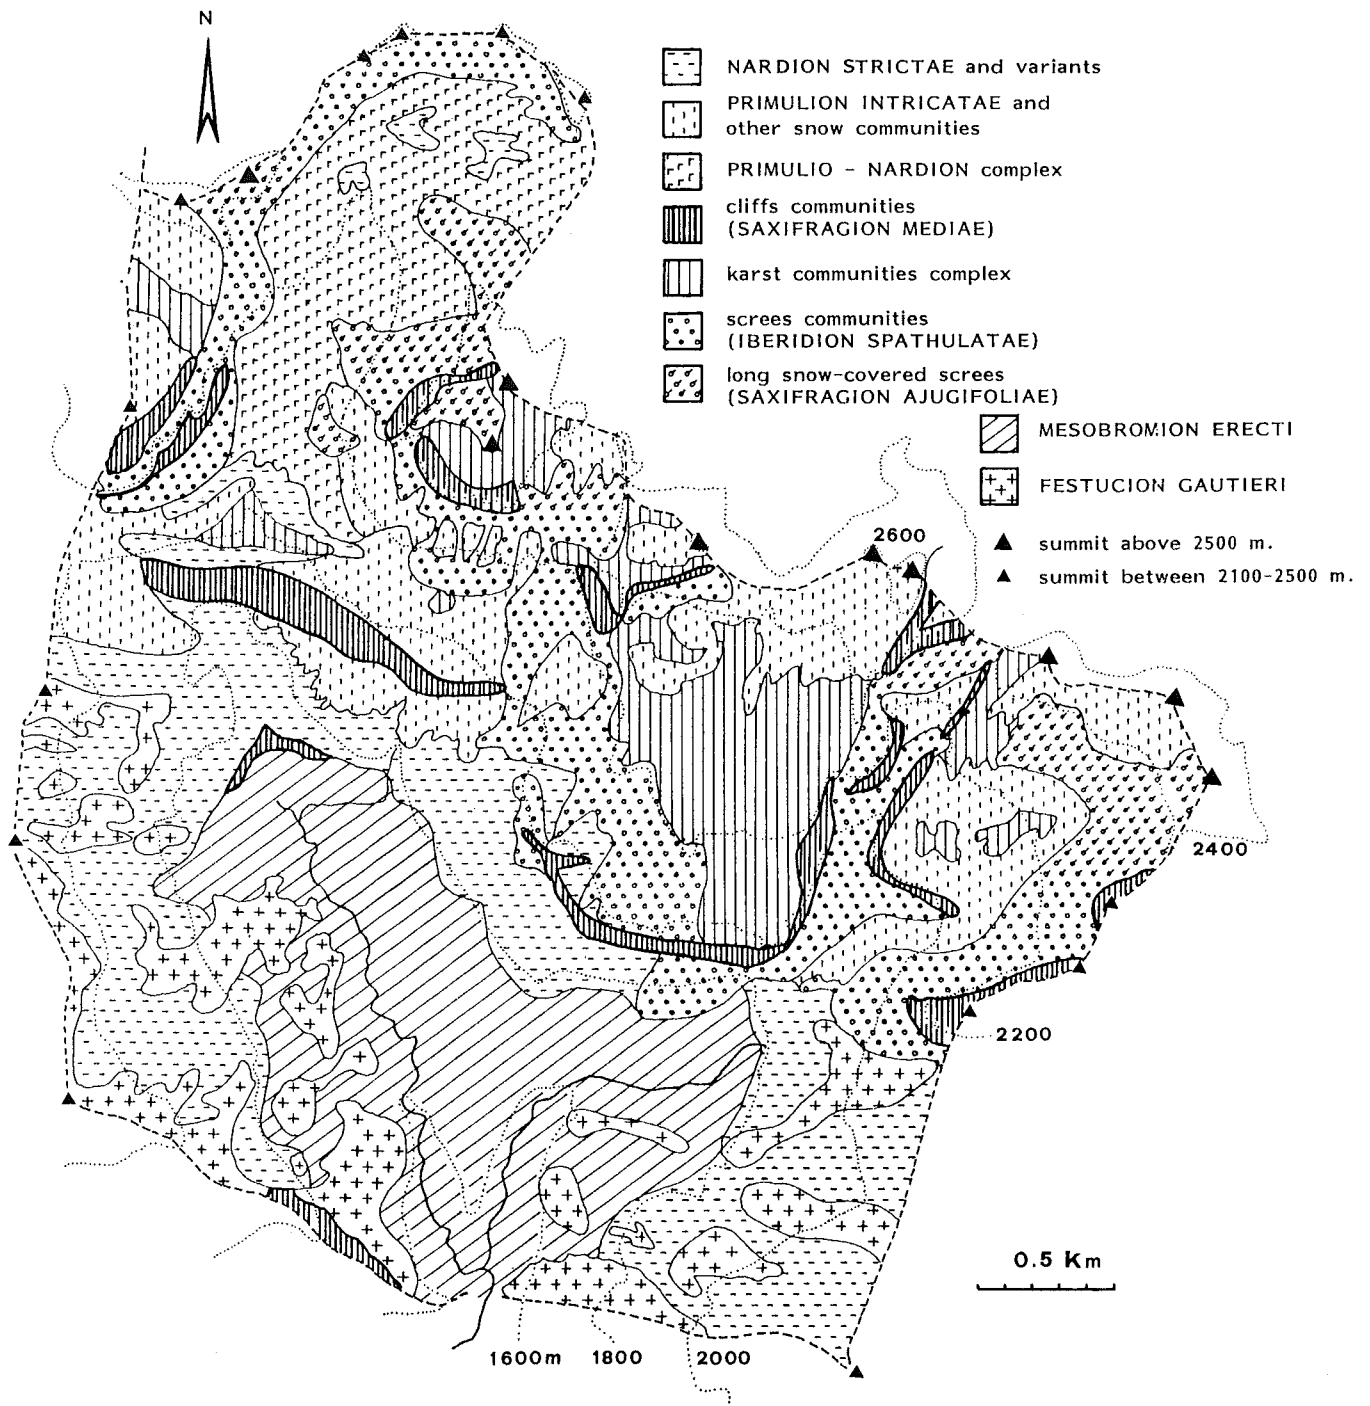 N
NARDION STRICTAE and variants
PRIMULION INTRICATAE and
other snow communities
PRIMULIO - NARDION complex
cliffs communities
(SAXIFRAGION MEDIAE)
karst communities complex
screes communities
(IBERIDION SPATHULATAE)
long snow-covered screes
(SAXIFRAGION AJUGIFOLIAE)
MESOBROMION ERECTI
FESTUCION GAUTIERI
summit above 2500 m.
summit between 2100-2500 m.
2600
2400
2200
0.5 Km
1600m 1800 2000